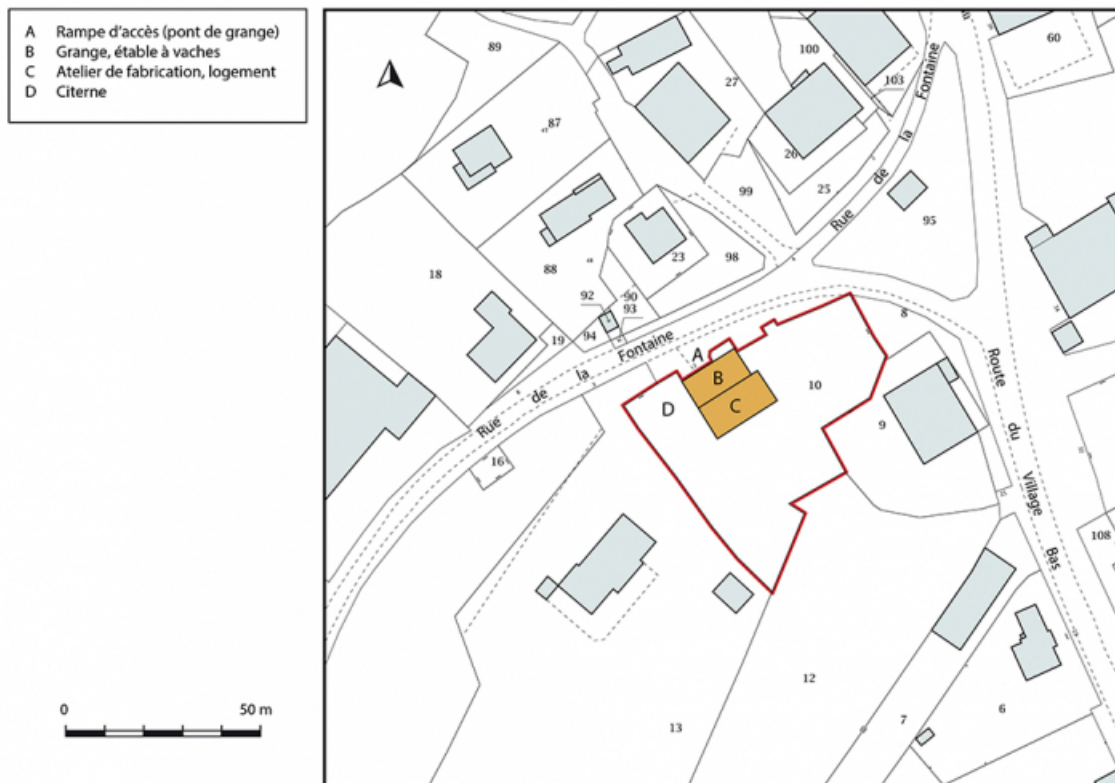 A Rampe d'accès (pont de grange)
B Grange, étable à vaches
C Atelier de fabrication, logement
D Citerne
0 50 m
89
87
27
100
103
60
26
25
99
95
18
88
23
98
92
90
93
94
19
16
8
10
9
A
B
C
D
Rue de la Fontaine
Rue de la Fontaine
Route du Village Bas
108
12
13
7
6